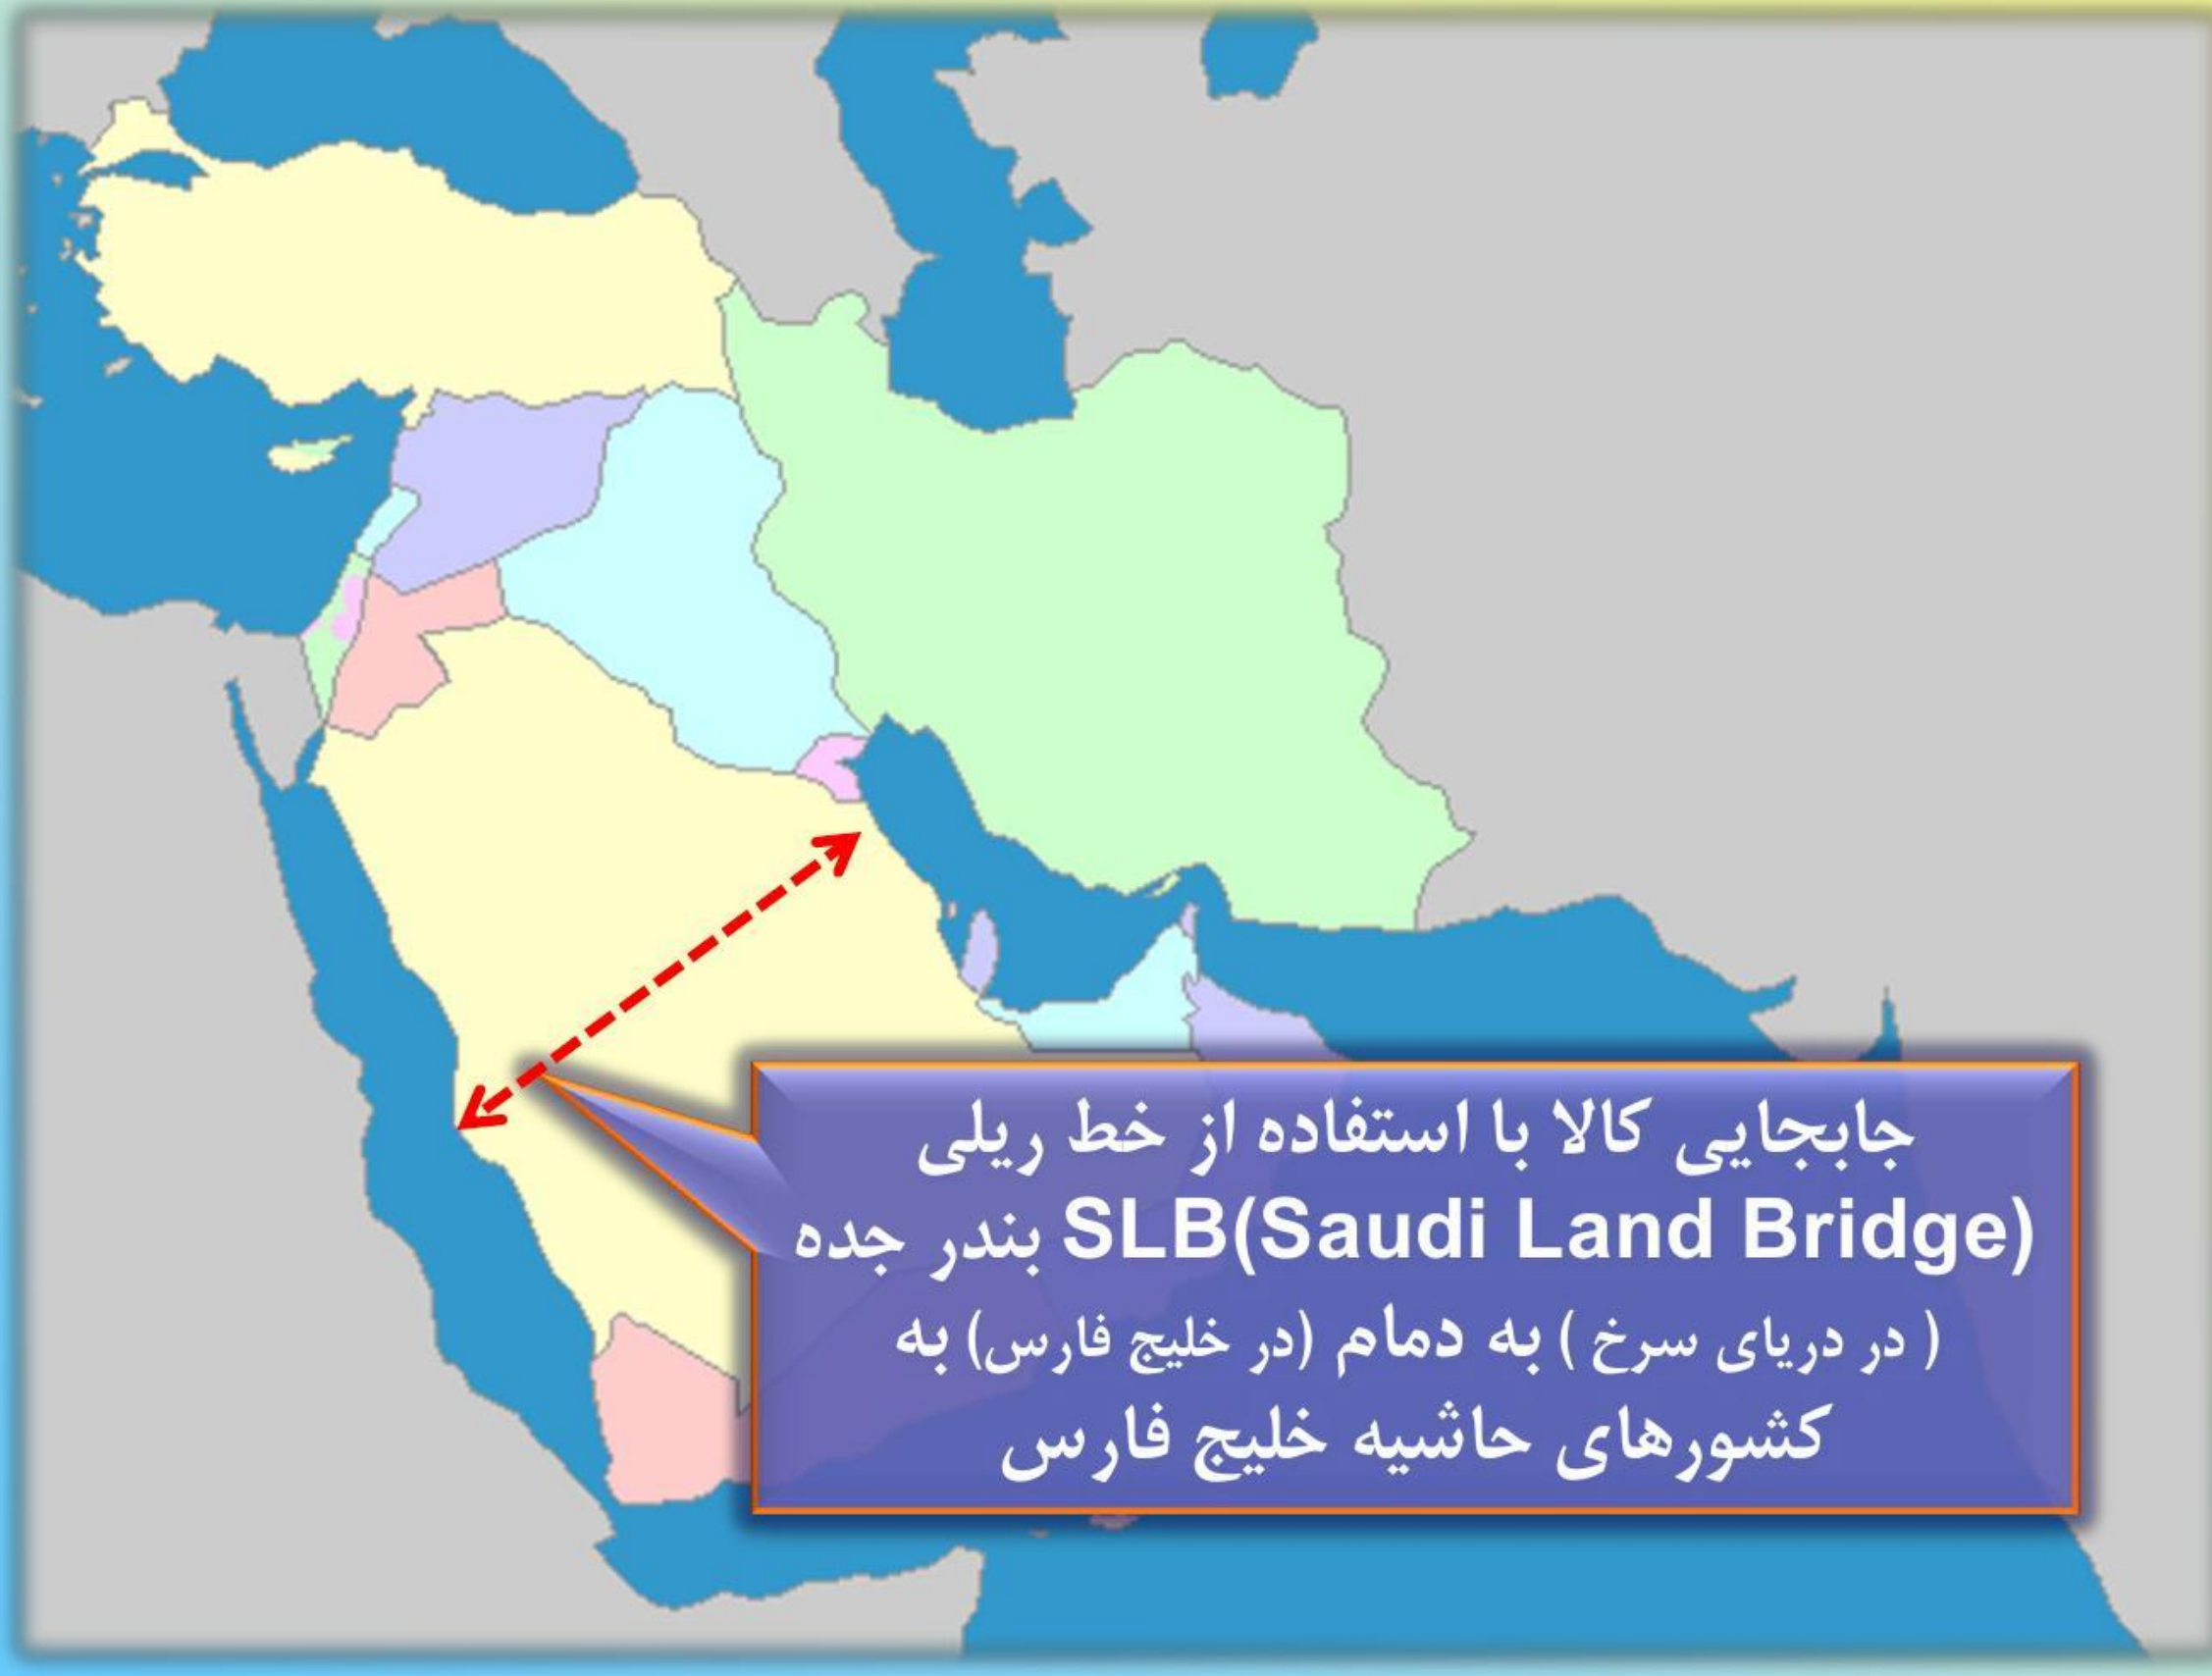 جابجایی کالا با استفاده از خط ریلی
SLB(Saudi Land Bridge) بندر جده
( در دریای سرخ ) به دمام (در خلیج فارس) به
کشورهای حاشیه خلیج فارس